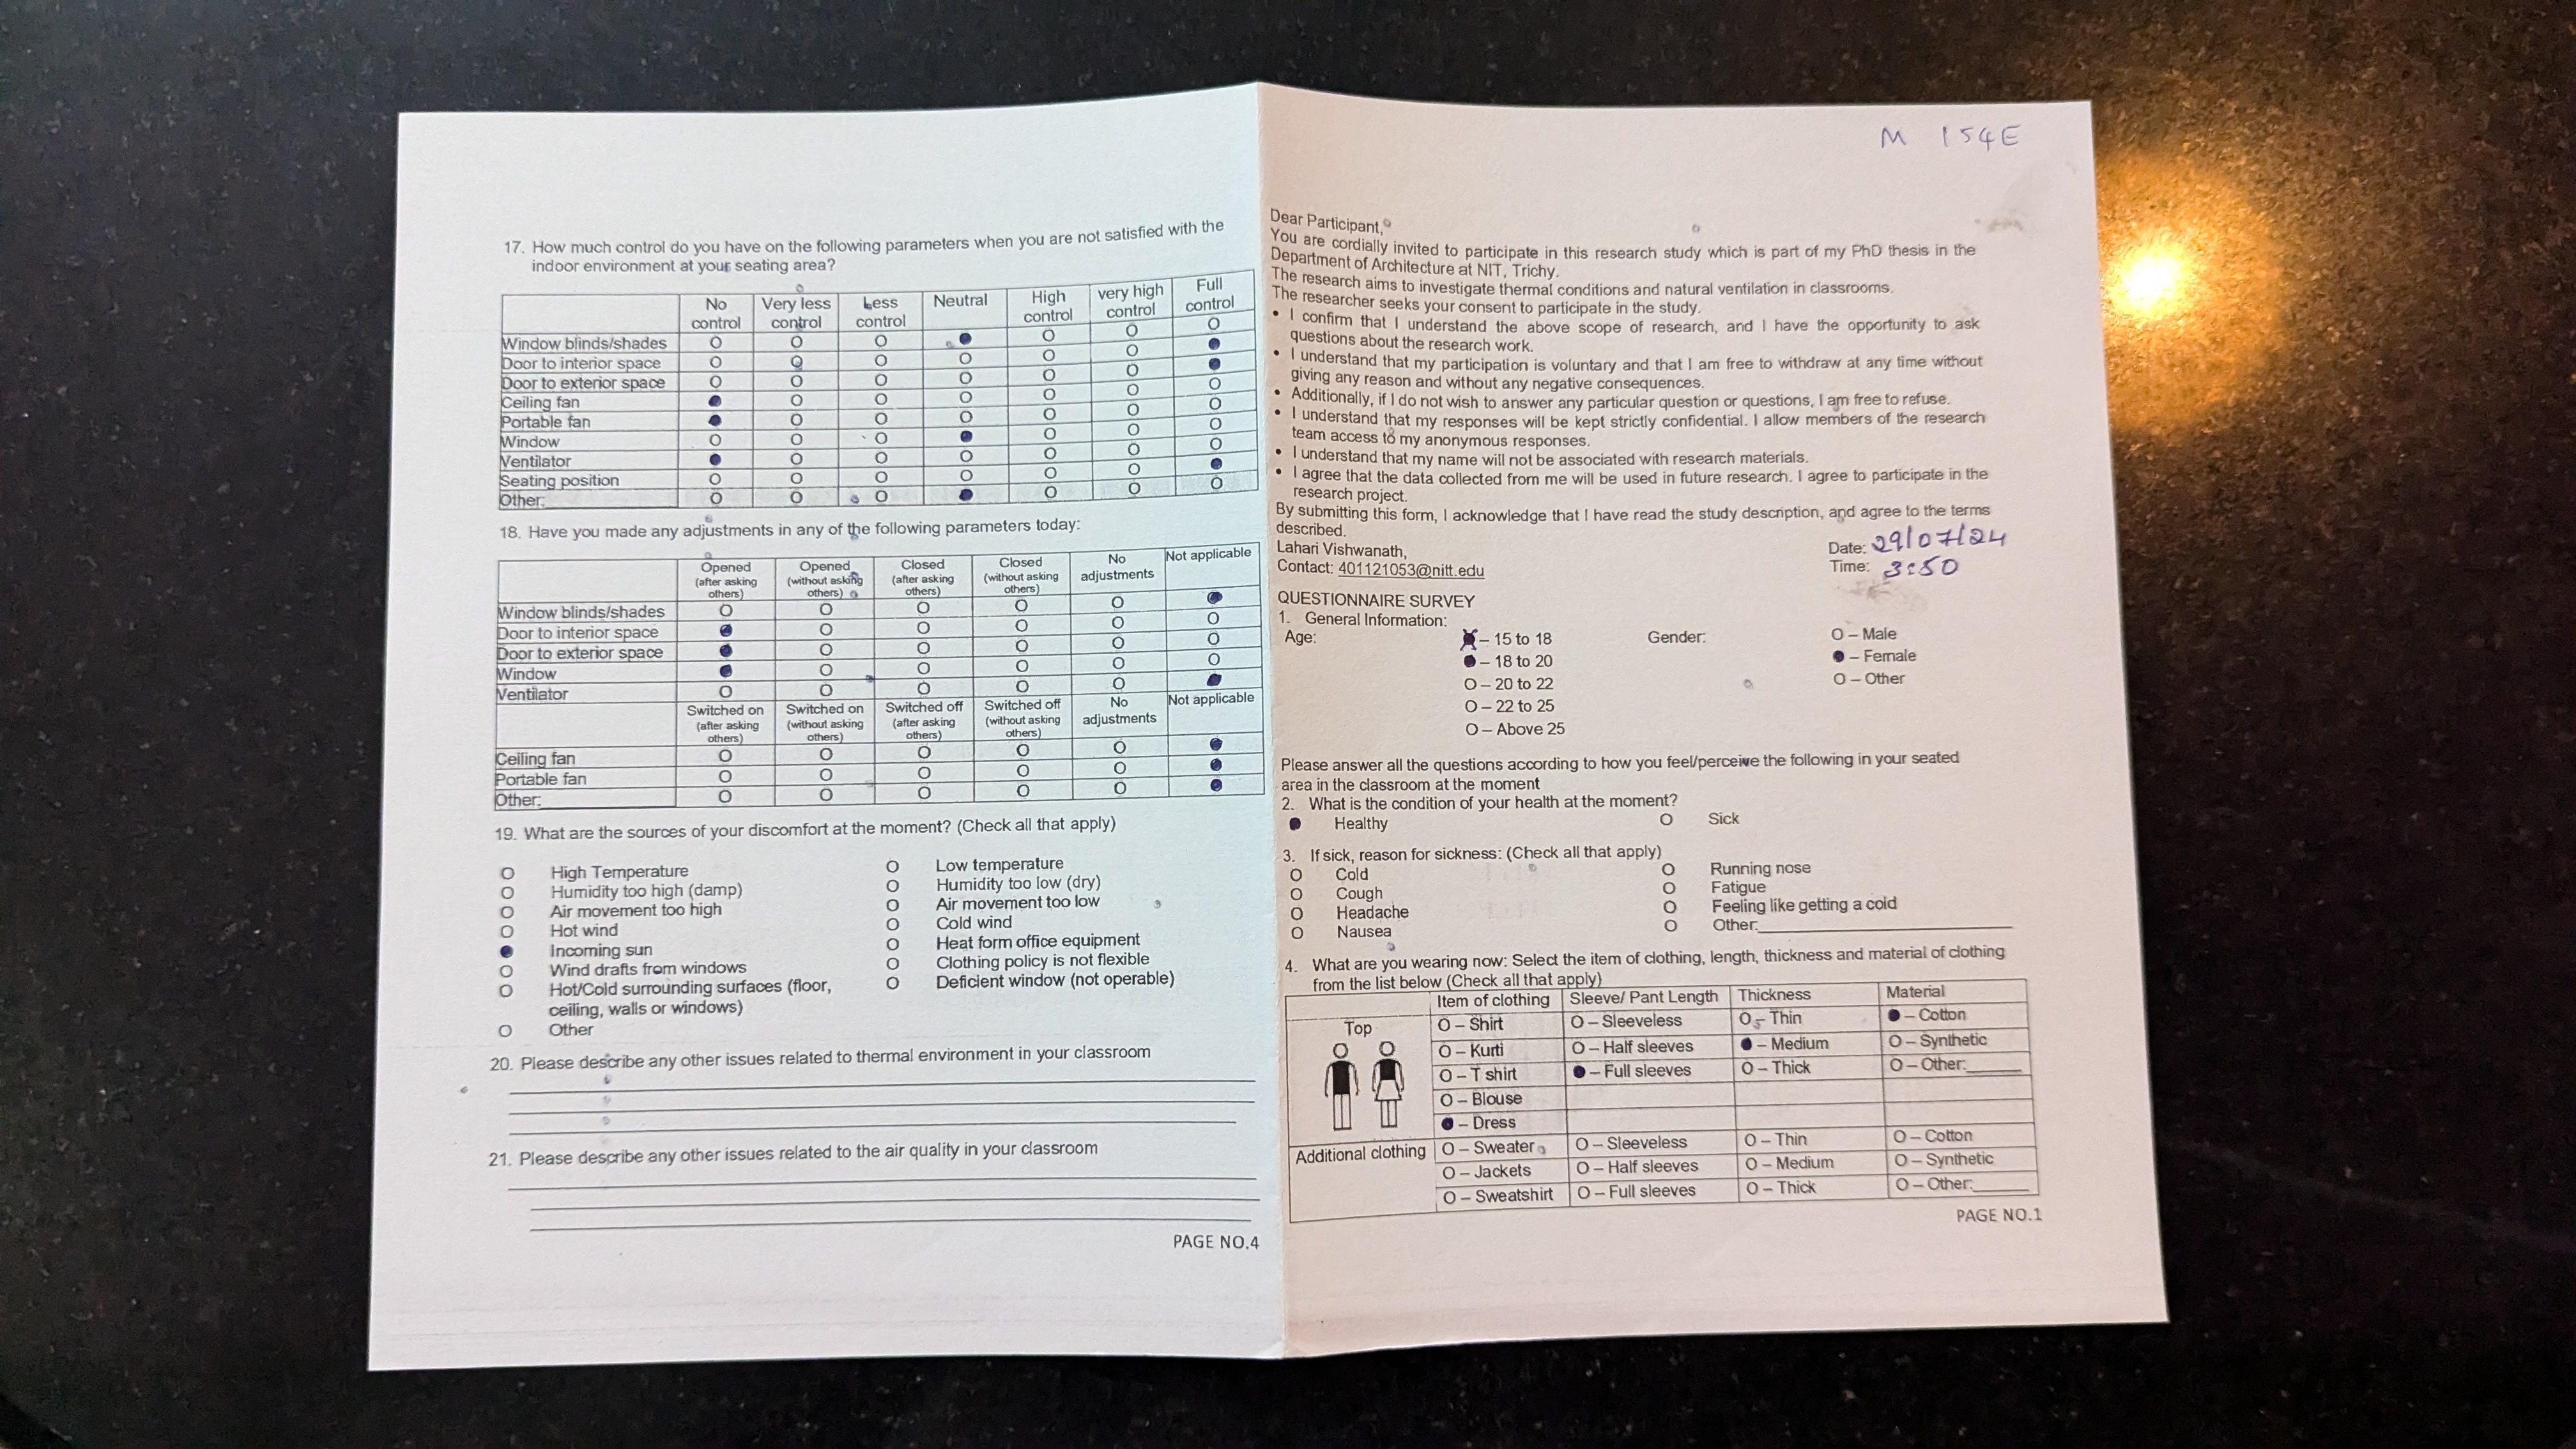 17. How much control do you have on the following parameters when you are not satisfied with the
indoor environment at your seating area?
No control Very less control Less control Neutral High control very high control Full control
Window blinds/shades O O O ● O O O
Door to interior space O O O O O O ●
Door to exterior space O O O O O O ●
Ceiling fan ● O O O O O O
Portable fan ● O O O O O O
Window O O O ● O O O
Ventilator ● O O O O O O
Seating position O O O O O O ●
Other: O O O ● O O O
18. Have you made any adjustments in any of the following parameters today:
Opened (after asking others) Opened (without asking others) Closed (after asking others) Closed (without asking others) No adjustments Not applicable
Window blinds/shades O O O O O ●
Door to interior space ● O O O O O
Door to exterior space ● O O O O O
Window ● O O O O O
Ventilator O O O O O ●
Switched on (after asking others) Switched on (without asking others) Switched off (after asking others) Switched off (without asking others) No adjustments Not applicable
Ceiling fan O O O O O ●
Portable fan O O O O O ●
Other: O O O O O ●
19. What are the sources of your discomfort at the moment? (Check all that apply)
O High Temperature O Low temperature
O Humidity too high (damp) O Humidity too low (dry)
O Air movement too high O Air movement too low
O Hot wind O Cold wind
● Incoming sun O Heat form office equipment
O Wind drafts from windows O Clothing policy is not flexible
O Hot/Cold surrounding surfaces (floor, O Deficient window (not operable)
ceiling, walls or windows)
O Other
20. Please describe any other issues related to thermal environment in your classroom
21. Please describe any other issues related to the air quality in your classroom
PAGE NO.4
M 154E
Dear Participant,
You are cordially invited to participate in this research study which is part of my PhD thesis in the
Department of Architecture at NIT, Trichy.
The research aims to investigate thermal conditions and natural ventilation in classrooms.
The researcher seeks your consent to participate in the study.
• I confirm that I understand the above scope of research, and I have the opportunity to ask
questions about the research work.
• I understand that my participation is voluntary and that I am free to withdraw at any time without
giving any reason and without any negative consequences.
• Additionally, if I do not wish to answer any particular question or questions, I am free to refuse.
• I understand that my responses will be kept strictly confidential. I allow members of the research
team access to my anonymous responses.
• I understand that my name will not be associated with research materials.
• I agree that the data collected from me will be used in future research. I agree to participate in the
research project.
By submitting this form, I acknowledge that I have read the study description, and agree to the terms
described.
Lahari Vishwanath, Date: 29/07/24
Contact: 401121053@nitt.edu Time: 3:50
QUESTIONNAIRE SURVEY
1. General Information:
Age: – 15 to 18 Gender: O – Male
● – 18 to 20 ● – Female
O – 20 to 22 O – Other
O – 22 to 25
O – Above 25
Please answer all the questions according to how you feel/perceive the following in your seated
area in the classroom at the moment
2. What is the condition of your health at the moment?
● Healthy O Sick
3. If sick, reason for sickness: (Check all that apply)
O Cold O Running nose
O Cough O Fatigue
O Headache O Feeling like getting a cold
O Nausea O Other:
4. What are you wearing now: Select the item of clothing, length, thickness and material of clothing
from the list below (Check all that apply)
Item of clothing Sleeve/ Pant Length Thickness Material
Top O – Shirt O – Sleeveless O – Thin ● – Cotton
O – Kurti O – Half sleeves ● – Medium O – Synthetic
O – T shirt ● – Full sleeves O – Thick O – Other:
O – Blouse
● – Dress
Additional clothing O – Sweater O – Sleeveless O – Thin O – Cotton
O – Jackets O – Half sleeves O – Medium O – Synthetic
O – Sweatshirt O – Full sleeves O – Thick O – Other:
PAGE NO.1